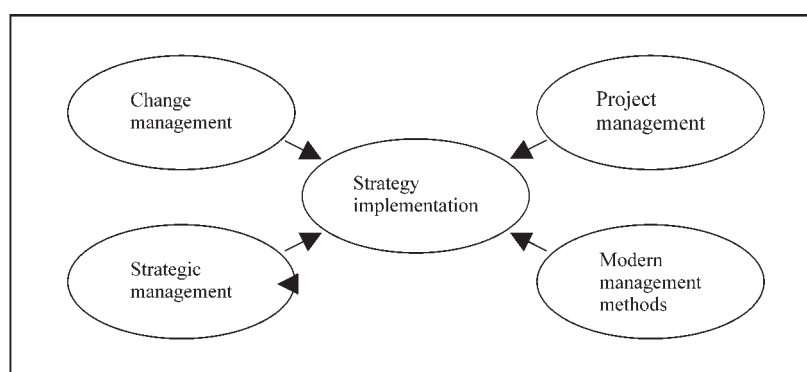 Change
management
Project
management
Strategy
implementation
Strategic
management
Modern
management
methods